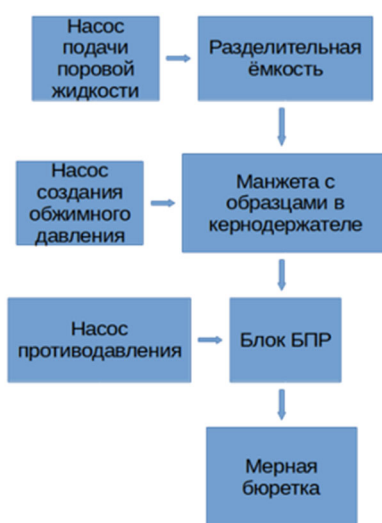 Насос
подачи
поровой
жидкости
Разделительная
ёмкость
Насос
создания
обжимного
давления
Манжета с
образцами в
кернодержателе
Насос
противодавления
Блок БПР
Мерная
бюретка